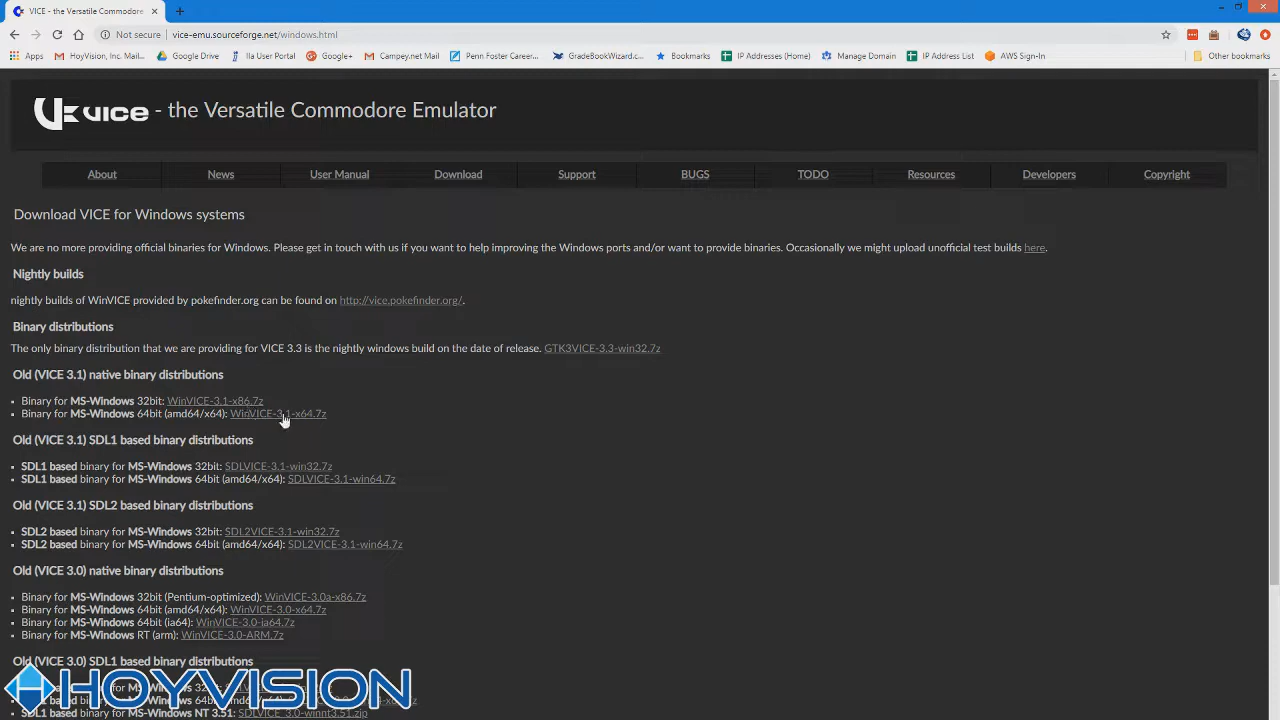 VICE - the Versatile Commodore
Not secure | vice-emu.sourceforge.net/windows.html
Apps HoyVision, Inc. Mail... Google Drive IIa User Portal Google+ Campey.net Mail Penn Foster Career... GradeBookWizard.c... Bookmarks IP Addresses (Home) Manage Domain IP Address List AWS Sign-In Other bookmarks
vice - the Versatile Commodore Emulator
About News User Manual Download Support BUGS TODO Resources Developers Copyright
Download VICE for Windows systems
We are no more providing official binaries for Windows. Please get in touch with us if you want to help improving the Windows ports and/or want to provide binaries. Occasionally we might upload unofficial test builds here.
Nightly builds
nightly builds of WinVICE provided by pokefinder.org can be found on http://vice.pokefinder.org/.
Binary distributions
The only binary distribution that we are providing for VICE 3.3 is the nightly windows build on the date of release. GTK3VICE-3.3-win32.7z
Old (VICE 3.1) native binary distributions
Binary for MS-Windows 32bit: WinVICE-3.1-x86.7z
Binary for MS-Windows 64bit (amd64/x64): WinVICE-3.1-x64.7z
Old (VICE 3.1) SDL1 based binary distributions
SDL1 based binary for MS-Windows 32bit: SDLVICE-3.1-win32.7z
SDL1 based binary for MS-Windows 64bit (amd64/x64): SDLVICE-3.1-win64.7z
Old (VICE 3.1) SDL2 based binary distributions
SDL2 based binary for MS-Windows 32bit: SDL2VICE-3.1-win32.7z
SDL2 based binary for MS-Windows 64bit (amd64/x64): SDL2VICE-3.1-win64.7z
Old (VICE 3.0) native binary distributions
Binary for MS-Windows 32bit (Pentium-optimized): WinVICE-3.0a-x86.7z
Binary for MS-Windows 64bit (amd64/x64): WinVICE-3.0-x64.7z
Binary for MS-Windows 64bit (ia64): WinVICE-3.0-ia64.7z
Binary for MS-Windows RT (arm): WinVICE-3.0-ARM.7z
Old (VICE 3.0) SDL1 based binary distributions
HOYVISION
SDL1 based binary for MS-Windows NT 3.51: SDLVICE-3.0-winnt3.51.zip